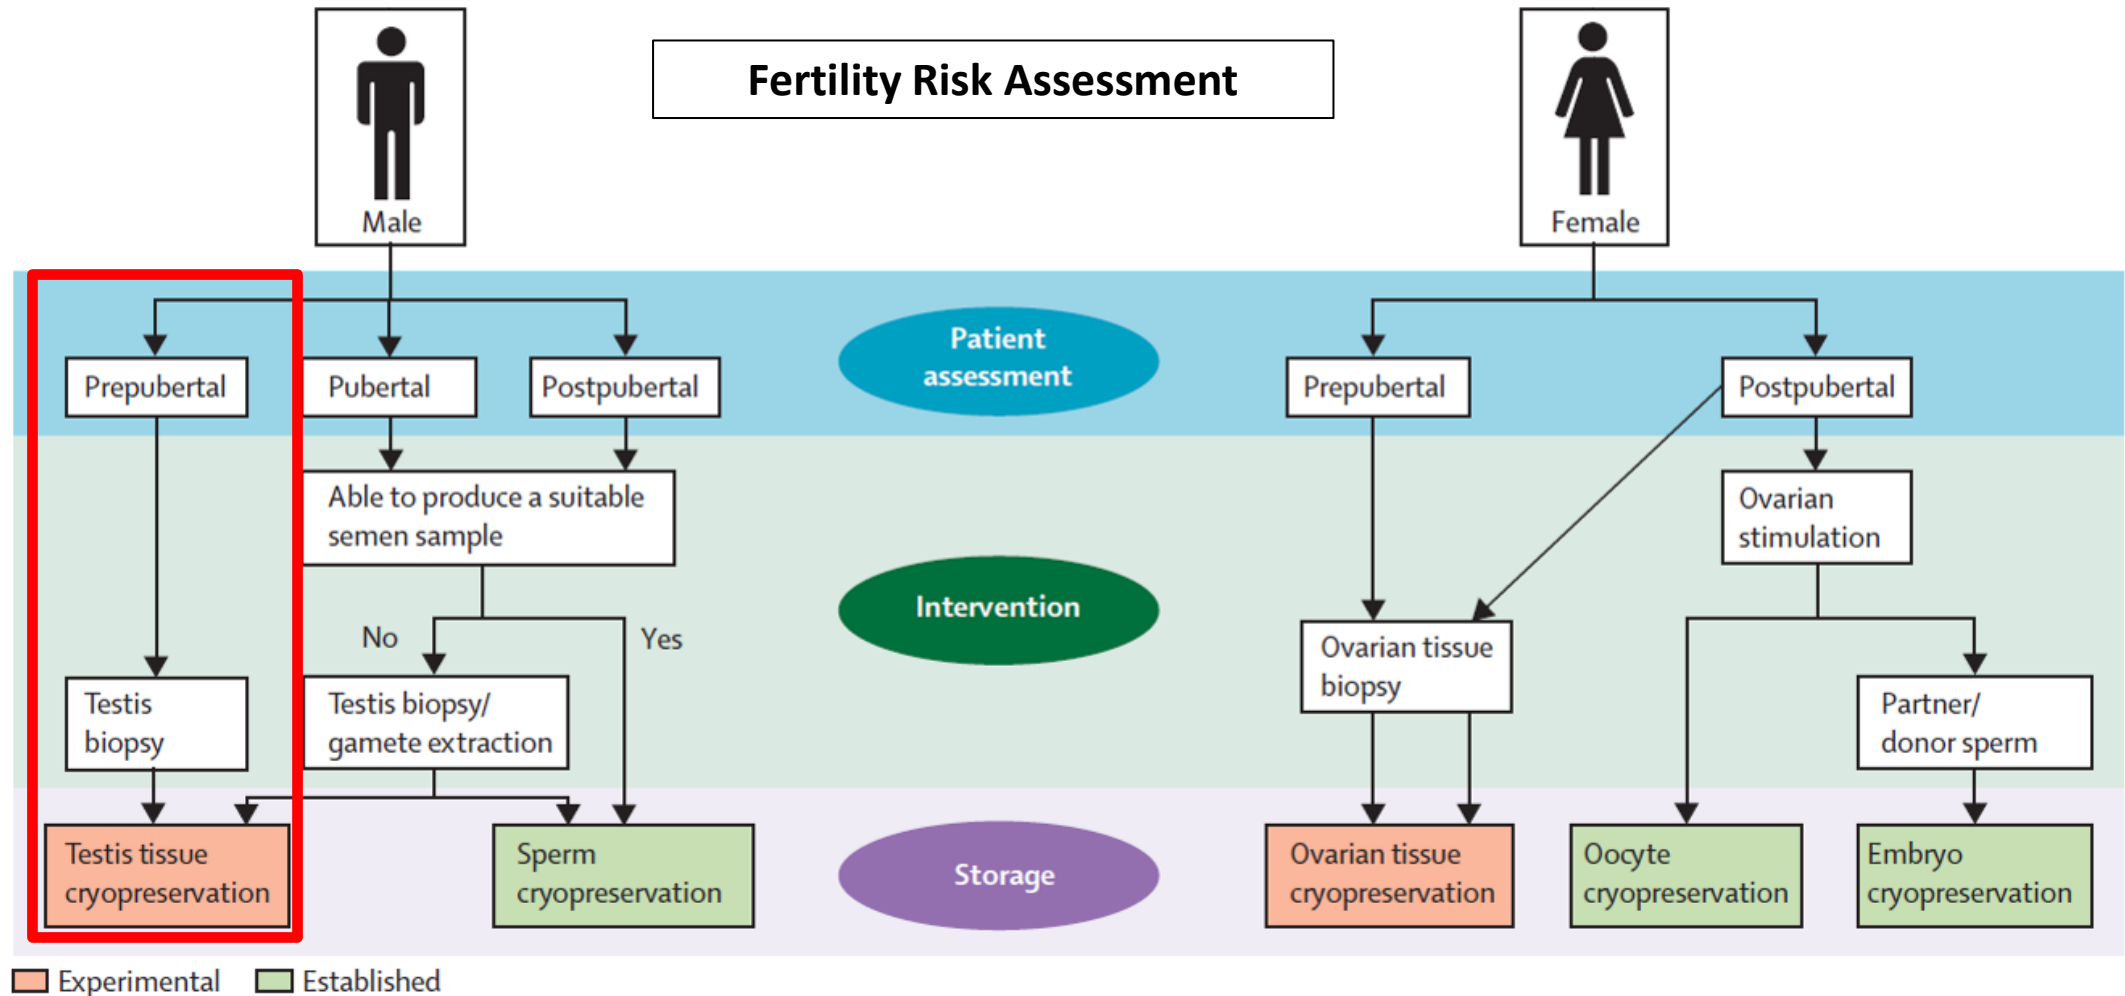 Fertility Risk Assessment
Male
Female
Patient
assessment
Prepubertal
Pubertal
Postpubertal
Prepubertal
Postpubertal
Able to produce a suitable
semen sample
Ovarian
stimulation
Intervention
No
Yes
Ovarian tissue
biopsy
Testis
biopsy
Testis biopsy/
gamete extraction
Partner/
donor sperm
Testis tissue
cryopreservation
Sperm
cryopreservation
Storage
Ovarian tissue
cryopreservation
Oocyte
cryopreservation
Embryo
cryopreservation
Experimental
Established